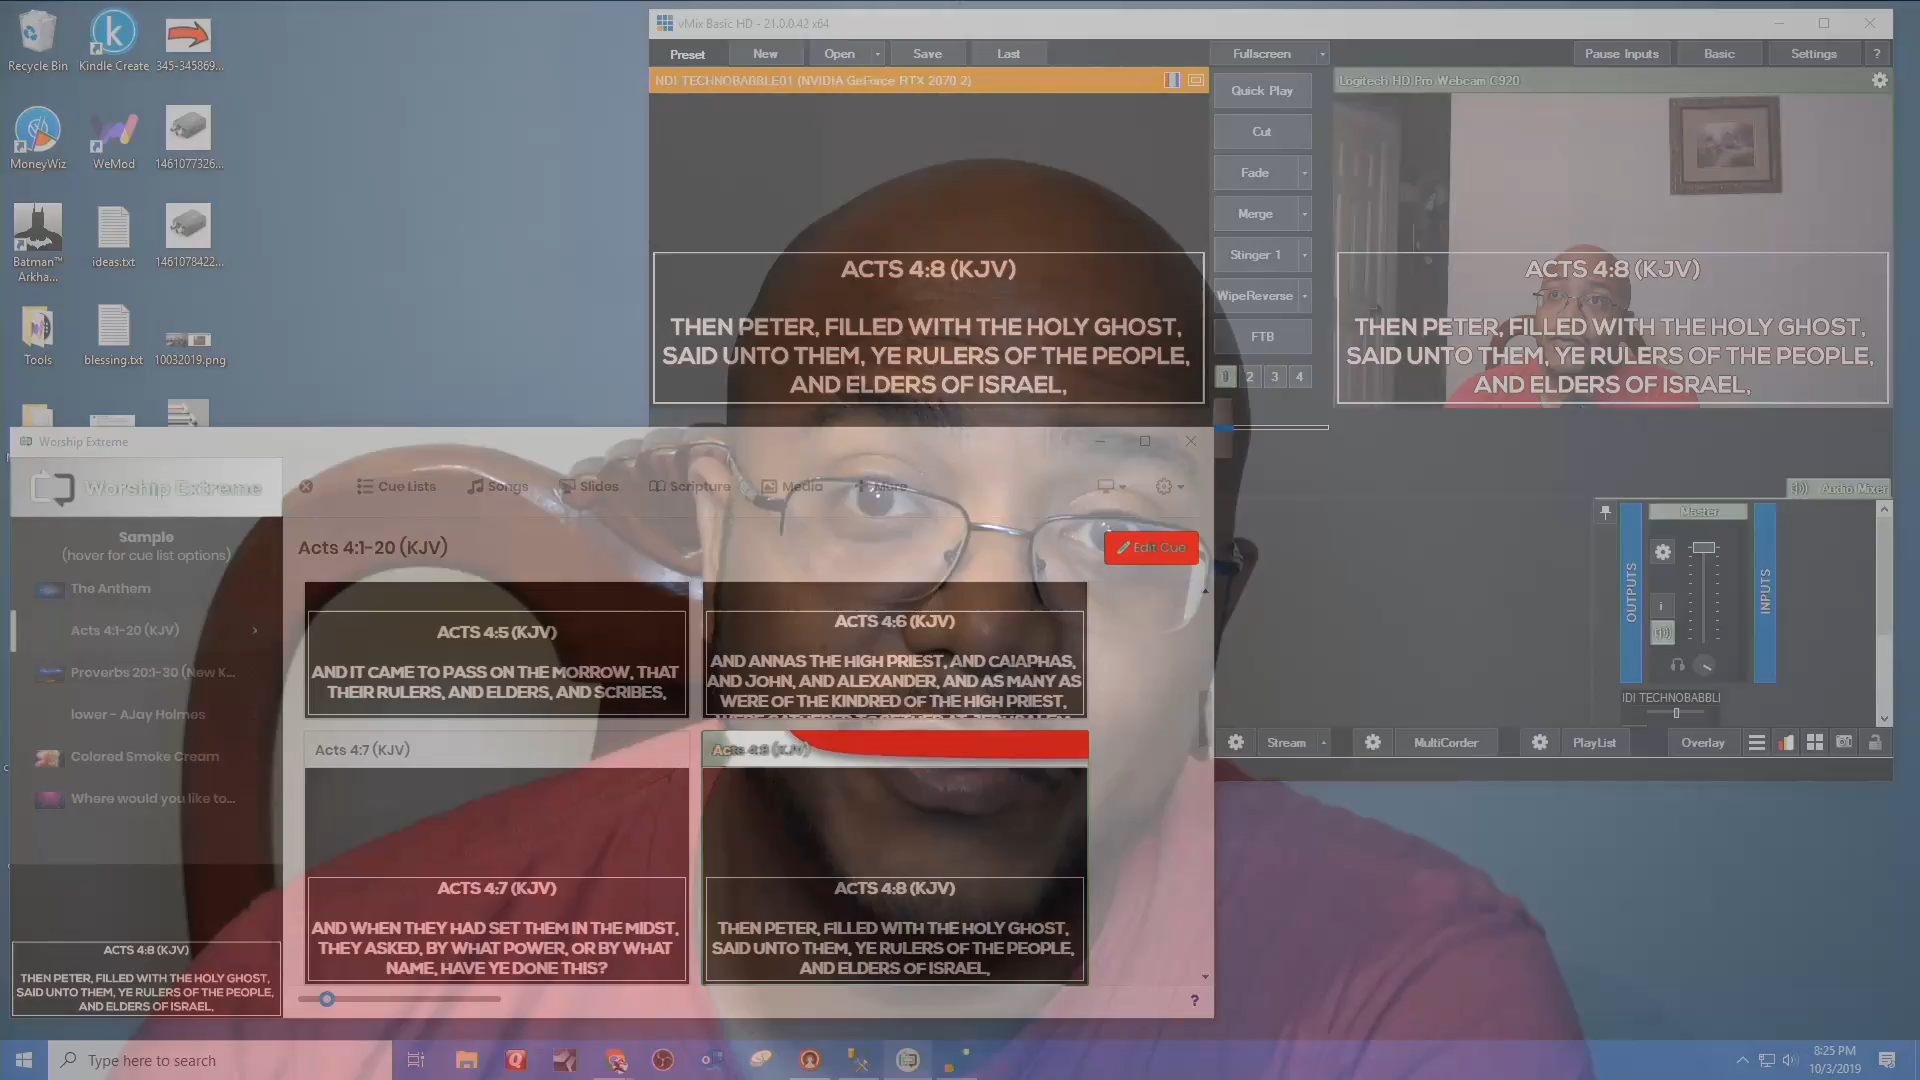 Recycle Bin
Kindle Create
345-345869...
MoneyWiz
WeMod
1461077326...
Batman™
Arkha...
ideas.txt
1461078422...
Tools
blessing.txt
10032019.png
vMix Basic HD - 21.0.0.42 x64
Preset
New
Open
Save
Last
Fullscreen
Pause Inputs
Basic
Settings
?
NDI TECHNOBABBLE01 (NVIDIA GeForce RTX 2070 2)
Logitech HD Pro Webcam C920
Quick Play
Cut
Fade
Merge
Stinger 1
WipeReverse
FTB
1 2 3 4
ACTS 4:8 (KJV)
THEN PETER, FILLED WITH THE HOLY GHOST,
SAID UNTO THEM, YE RULERS OF THE PEOPLE,
AND ELDERS OF ISRAEL,
ACTS 4:8 (KJV)
THEN PETER, FILLED WITH THE HOLY GHOST,
SAID UNTO THEM, YE RULERS OF THE PEOPLE,
AND ELDERS OF ISRAEL,
Audio Mixer
Master
OUTPUTS
INPUTS
i
IDI TECHNOBABBLI
Stream
MultiCorder
PlayList
Overlay
Worship Extreme
Worship Extreme
Cue Lists
Songs
Slides
Scripture
Media
More
Sample
(hover for cue list options)
The Anthem
Acts 4:1-20 (KJV)
Proverbs 20:1-30 (New K...
lower - AJay Holmes
Colored Smoke Cream
Where would you like to...
Acts 4:1-20 (KJV)
Edit Cue
ACTS 4:5 (KJV)
AND IT CAME TO PASS ON THE MORROW, THAT
THEIR RULERS, AND ELDERS, AND SCRIBES,
ACTS 4:6 (KJV)
AND ANNAS THE HIGH PRIEST, AND CAIAPHAS,
AND JOHN, AND ALEXANDER, AND AS MANY AS
WERE OF THE KINDRED OF THE HIGH PRIEST,
WERE GATHERED TOGETHER AT JERUSALEM.
Acts 4:7 (KJV)
Acts 4:8 (KJV)
ACTS 4:7 (KJV)
AND WHEN THEY HAD SET THEM IN THE MIDST,
THEY ASKED, BY WHAT POWER, OR BY WHAT
NAME, HAVE YE DONE THIS?
ACTS 4:8 (KJV)
THEN PETER, FILLED WITH THE HOLY GHOST,
SAID UNTO THEM, YE RULERS OF THE PEOPLE,
AND ELDERS OF ISRAEL,
ACTS 4:8 (KJV)
THEN PETER, FILLED WITH THE HOLY GHOST,
SAID UNTO THEM, YE RULERS OF THE PEOPLE,
AND ELDERS OF ISRAEL,
?
Type here to search
8:25 PM
10/3/2019